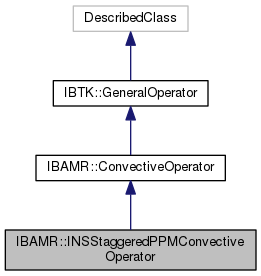 DescribedClass
IBTK::GeneralOperator
IBAMR::ConvectiveOperator
IBAMR::INSStaggeredPPMConvective
Operator